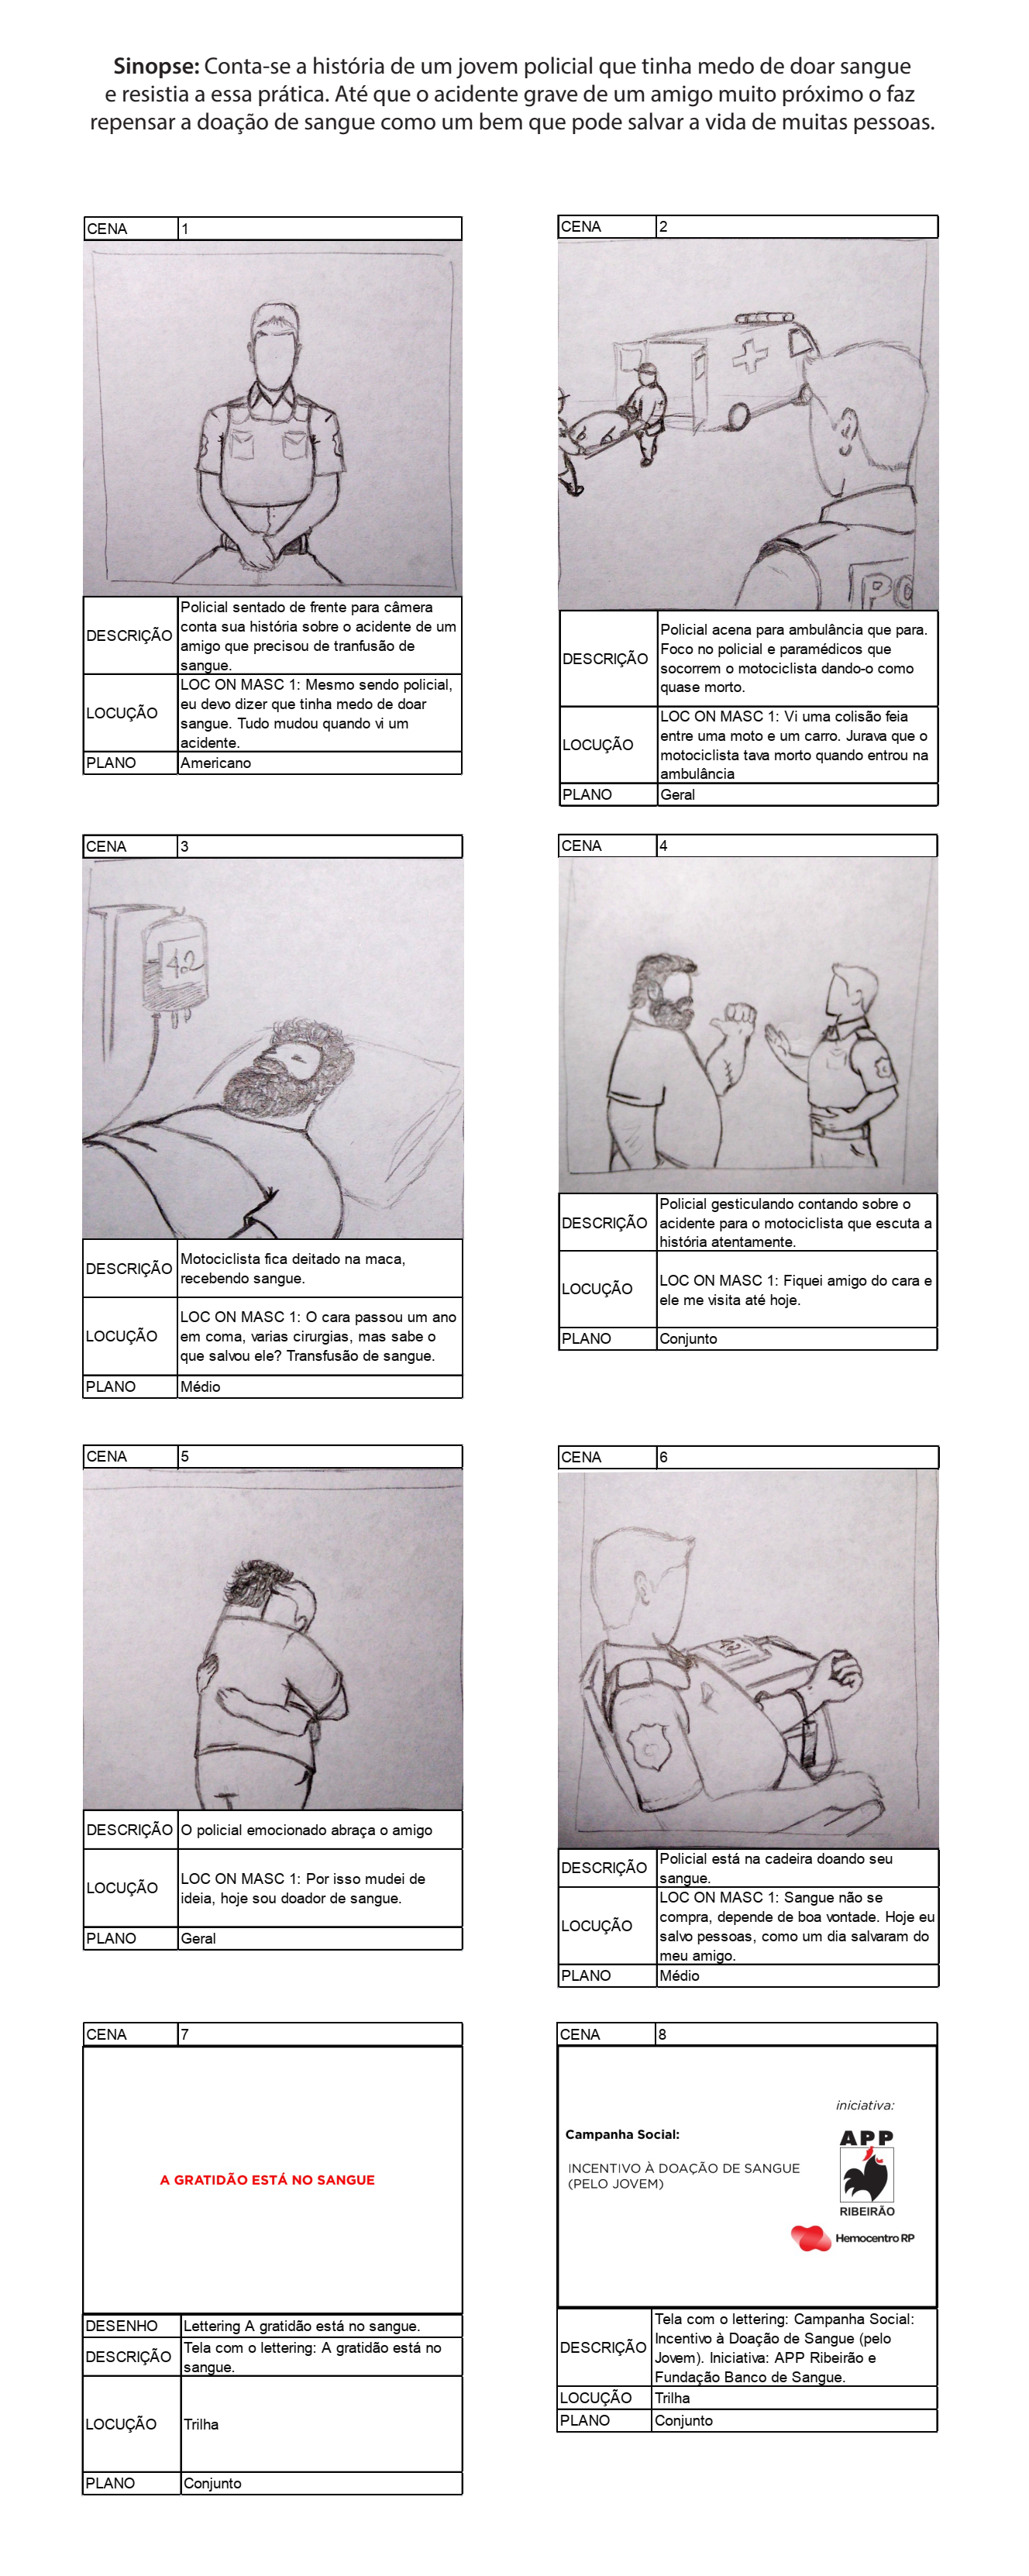 Sinopse: Conta-se a história de um jovem policial que tinha medo de doar sangue
e resistia a essa prática. Até que o acidente grave de um amigo muito próximo o faz
repensar a doação de sangue como um bem que pode salvar a vida de muitas pessoas.
CENA 1
DESCRIÇÃO
Policial sentado de frente para câmera
conta sua história sobre o acidente de um
amigo que precisou de tranfusão de
sangue.
LOCUÇÃO
LOC ON MASC 1: Mesmo sendo policial,
eu devo dizer que tinha medo de doar
sangue. Tudo mudou quando vi um
acidente.
PLANO Americano
CENA 2
PO
DESCRIÇÃO
Policial acena para ambulância que para.
Foco no policial e paramédicos que
socorrem o motociclista dando-o como
quase morto.
LOCUÇÃO
LOC ON MASC 1: Vi uma colisão feia
entre uma moto e um carro. Jurava que o
motociclista tava morto quando entrou na
ambulância
PLANO Geral
CENA 3
DESCRIÇÃO
Motociclista fica deitado na maca,
recebendo sangue.
LOCUÇÃO
LOC ON MASC 1: O cara passou um ano
em coma, varias cirurgias, mas sabe o
que salvou ele? Transfusão de sangue.
PLANO Médio
CENA 4
DESCRIÇÃO
Policial gesticulando contando sobre o
acidente para o motociclista que escuta a
história atentamente.
LOCUÇÃO
LOC ON MASC 1: Fiquei amigo do cara e
ele me visita até hoje.
PLANO Conjunto
CENA 5
DESCRIÇÃO
O policial emocionado abraça o amigo
LOCUÇÃO
LOC ON MASC 1: Por isso mudei de
ideia, hoje sou doador de sangue.
PLANO Geral
CENA 6
DESCRIÇÃO
Policial está na cadeira doando seu
sangue.
LOCUÇÃO
LOC ON MASC 1: Sangue não se
compra, depende de boa vontade. Hoje eu
salvo pessoas, como um dia salvaram do
meu amigo.
PLANO Médio
CENA 7
A GRATIDÃO ESTÁ NO SANGUE
DESENHO Lettering A gratidão está no sangue.
DESCRIÇÃO
Tela com o lettering: A gratidão está no
sangue.
LOCUÇÃO Trilha
PLANO Conjunto
CENA 8
iniciativa:
Campanha Social:
INCENTIVO À DOAÇÃO DE SANGUE
(PELO JOVEM)
APP
RIBEIRÃO
Hemocentro RP
DESCRIÇÃO
Tela com o lettering: Campanha Social:
Incentivo à Doação de Sangue (pelo
Jovem). Iniciativa: APP Ribeirão e
Fundação Banco de Sangue.
LOCUÇÃO Trilha
PLANO Conjunto